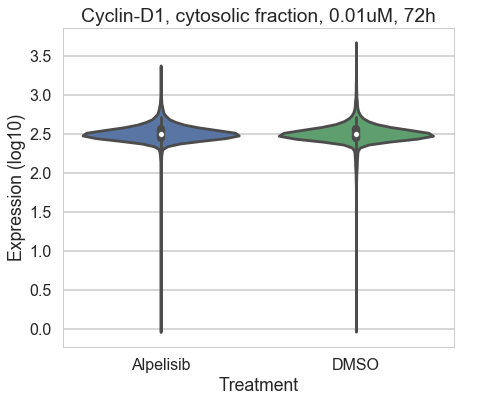 Cyclin-D1, cytosolic fraction, 0.01uM, 72h
Expression (log10)
3.5
3.0
2.5
2.0
1.5
1.0
0.5
0.0
Alpelisib DMSO
Treatment